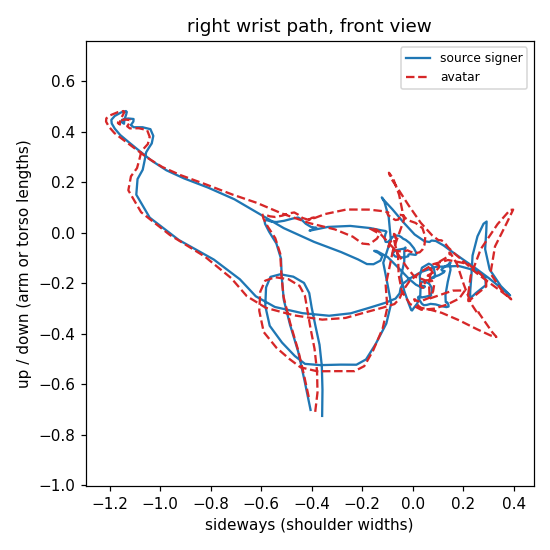 right wrist path, front view
source signer
avatar
up / down (arm or torso lengths)
0.6
0.4
0.2
0.0
−0.2
−0.4
−0.6
−0.8
−1.0
−1.2 −1.0 −0.8 −0.6 −0.4 −0.2 0.0 0.2 0.4
sideways (shoulder widths)